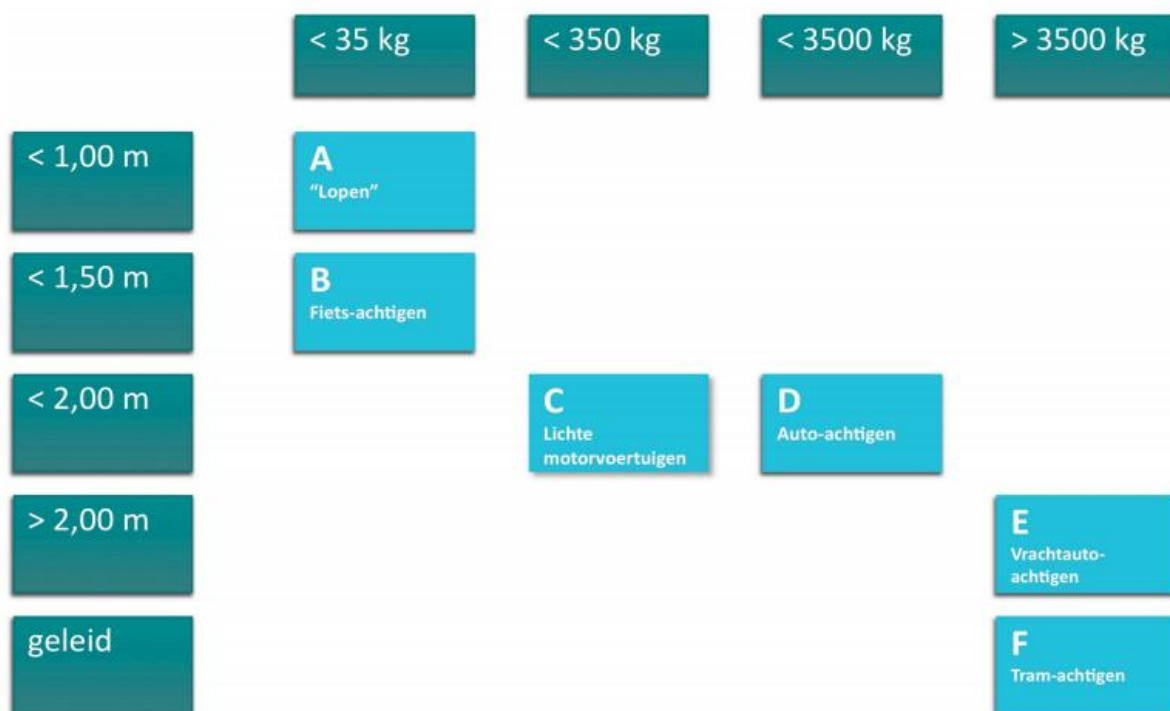 < 35 kg
< 350 kg
< 3500 kg
> 3500 kg
< 1,00 m
A
“Lopen”
< 1,50 m
B
Fiets-achtigen
< 2,00 m
C
Lichte
motorvoertuigen
D
Auto-achtigen
> 2,00 m
E
Vrachtauto-
achtigen
geleid
F
Tram-achtigen